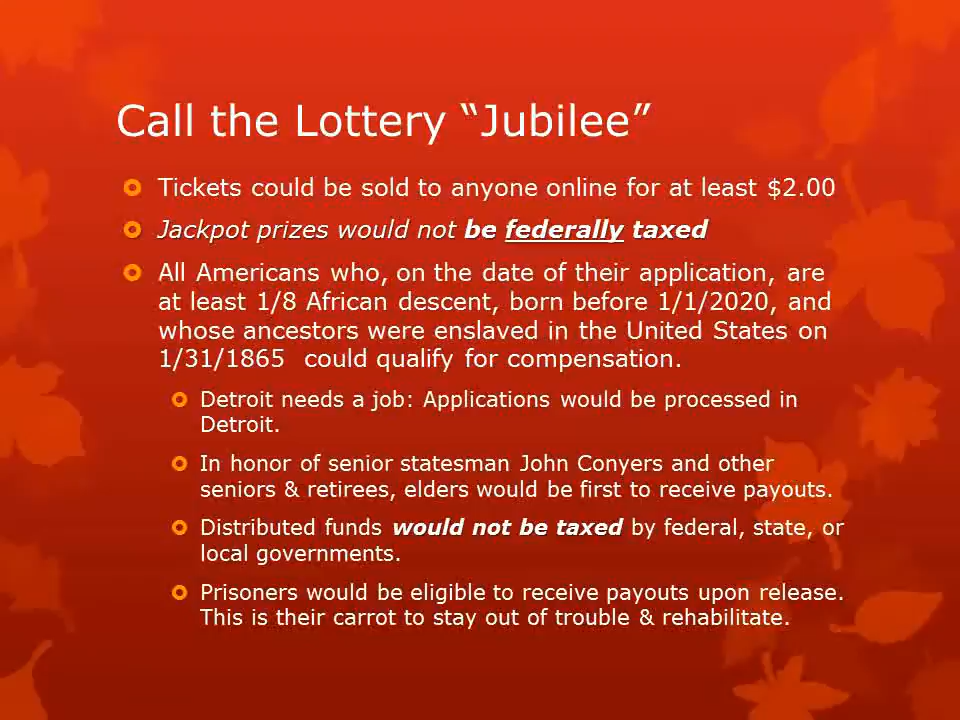 Call the Lottery “Jubilee”
Tickets could be sold to anyone online for at least $2.00
Jackpot prizes would not be federally taxed
All Americans who, on the date of their application, are
at least 1/8 African descent, born before 1/1/2020, and
whose ancestors were enslaved in the United States on
1/31/1865 could qualify for compensation.
Detroit needs a job: Applications would be processed in
Detroit.
In honor of senior statesman John Conyers and other
seniors & retirees, elders would be first to receive payouts.
Distributed funds would not be taxed by federal, state, or
local governments.
Prisoners would be eligible to receive payouts upon release.
This is their carrot to stay out of trouble & rehabilitate.